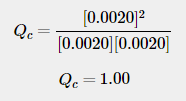 Q_c = [0.0020]² / [0.0020][0.0020]
Q_c = 1.00